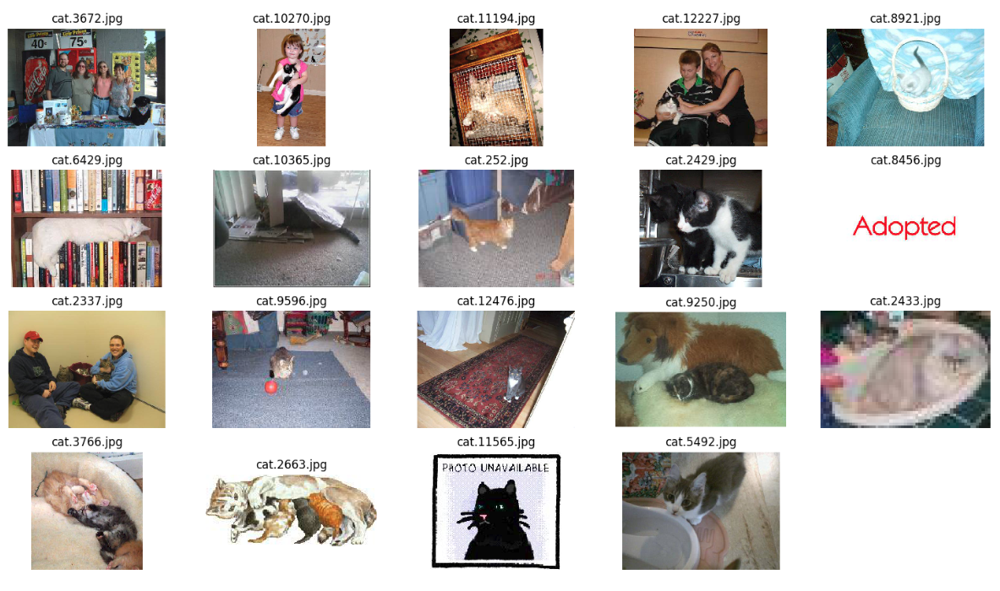 cat.3672.jpg
cat.10270.jpg
cat.11194.jpg
cat.12227.jpg
cat.8921.jpg
40¢
75¢
cat.6429.jpg
cat.10365.jpg
cat.252.jpg
cat.2429.jpg
cat.8456.jpg
Adopted
cat.2337.jpg
cat.9596.jpg
cat.12476.jpg
cat.9250.jpg
cat.2433.jpg
cat.3766.jpg
cat.2663.jpg
cat.11565.jpg
cat.5492.jpg
PHOTO UNAVAILABLE